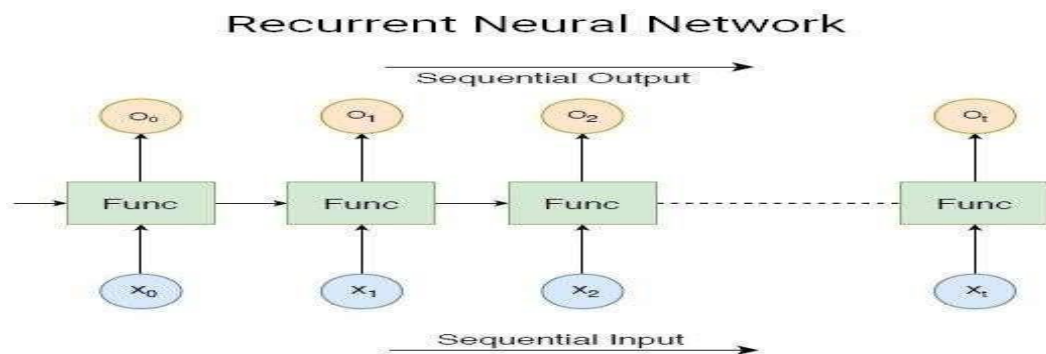 Recurrent Neural Network
Sequential Output
O₀ O₁ O₂ Oₜ
Func Func Func Func
X₀ X₁ X₂ Xₜ
Sequential Input